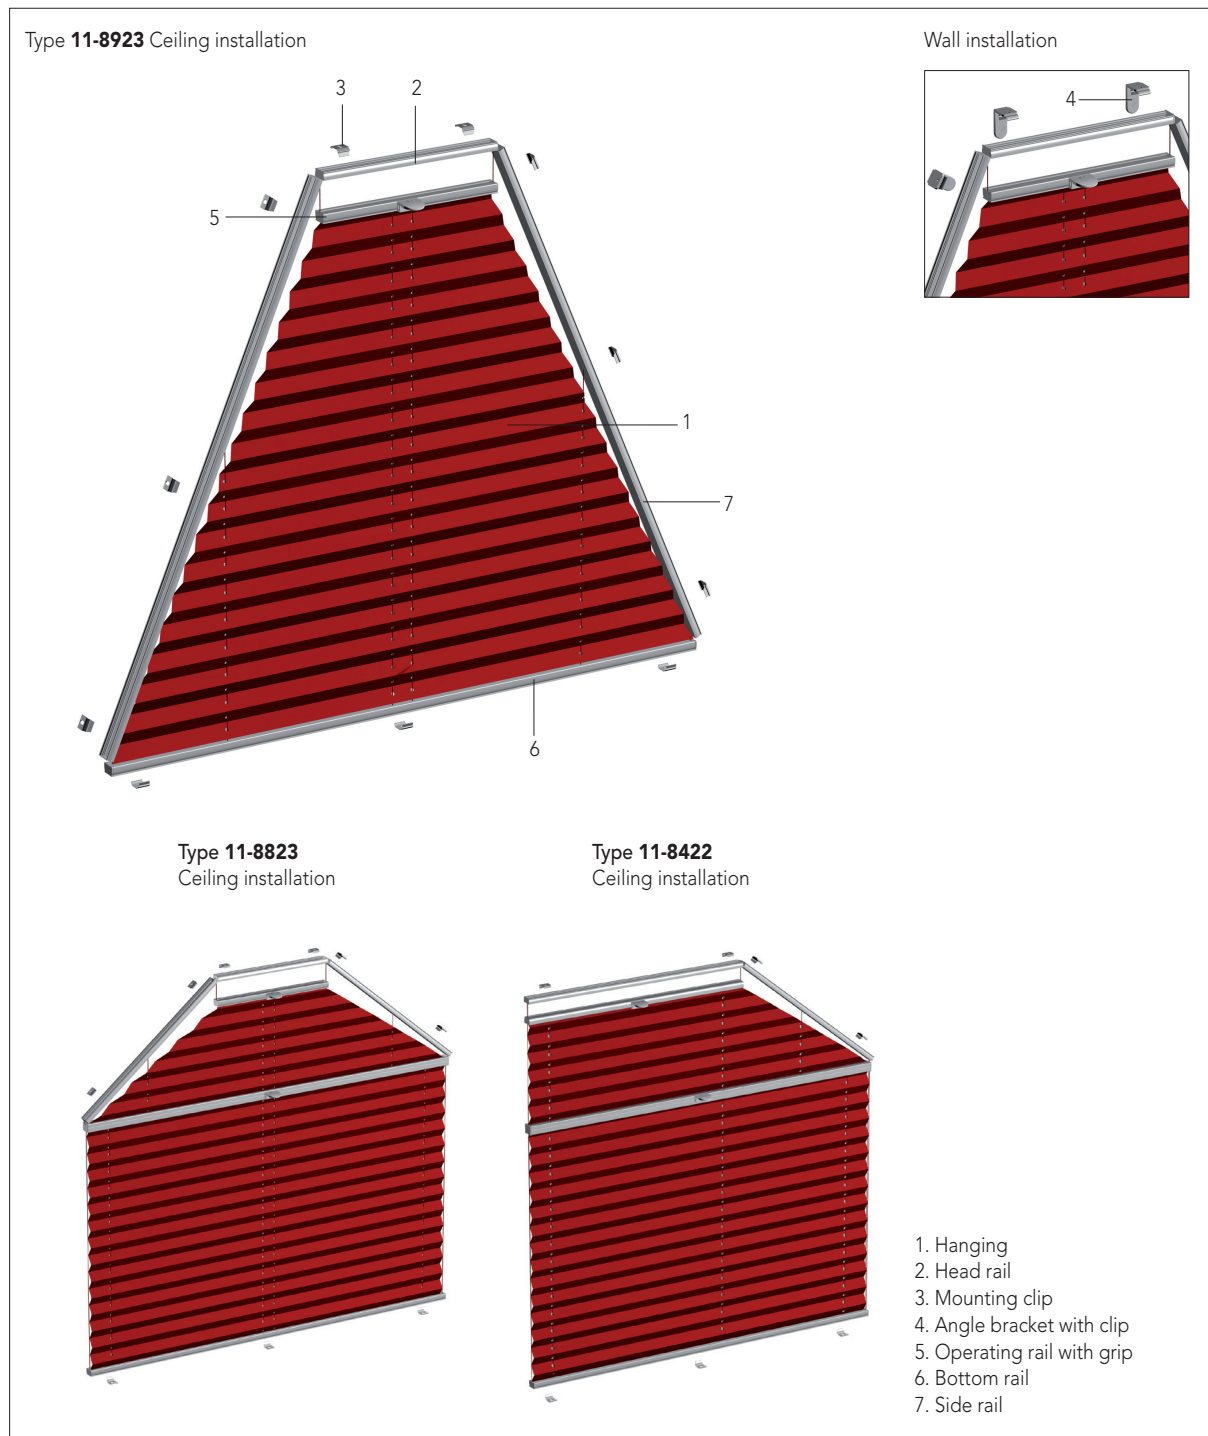 Type 11-8923 Ceiling installation
Wall installation
3
2
4
5
1
7
6
Type 11-8823
Ceiling installation
Type 11-8422
Ceiling installation
1. Hanging
2. Head rail
3. Mounting clip
4. Angle bracket with clip
5. Operating rail with grip
6. Bottom rail
7. Side rail